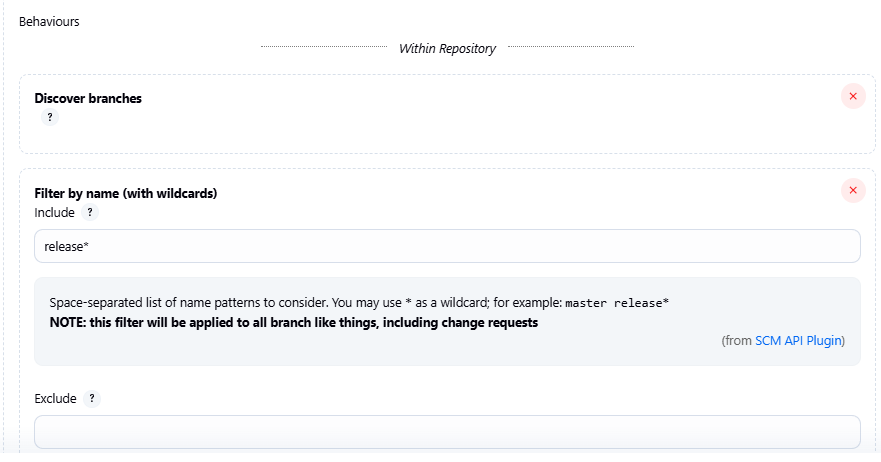 Behaviours
Within Repository
Discover branches
?
Filter by name (with wildcards)
Include ?
release*
Space-separated list of name patterns to consider. You may use * as a wildcard; for example: master release*
NOTE: this filter will be applied to all branch like things, including change requests
(from SCM API Plugin)
Exclude ?